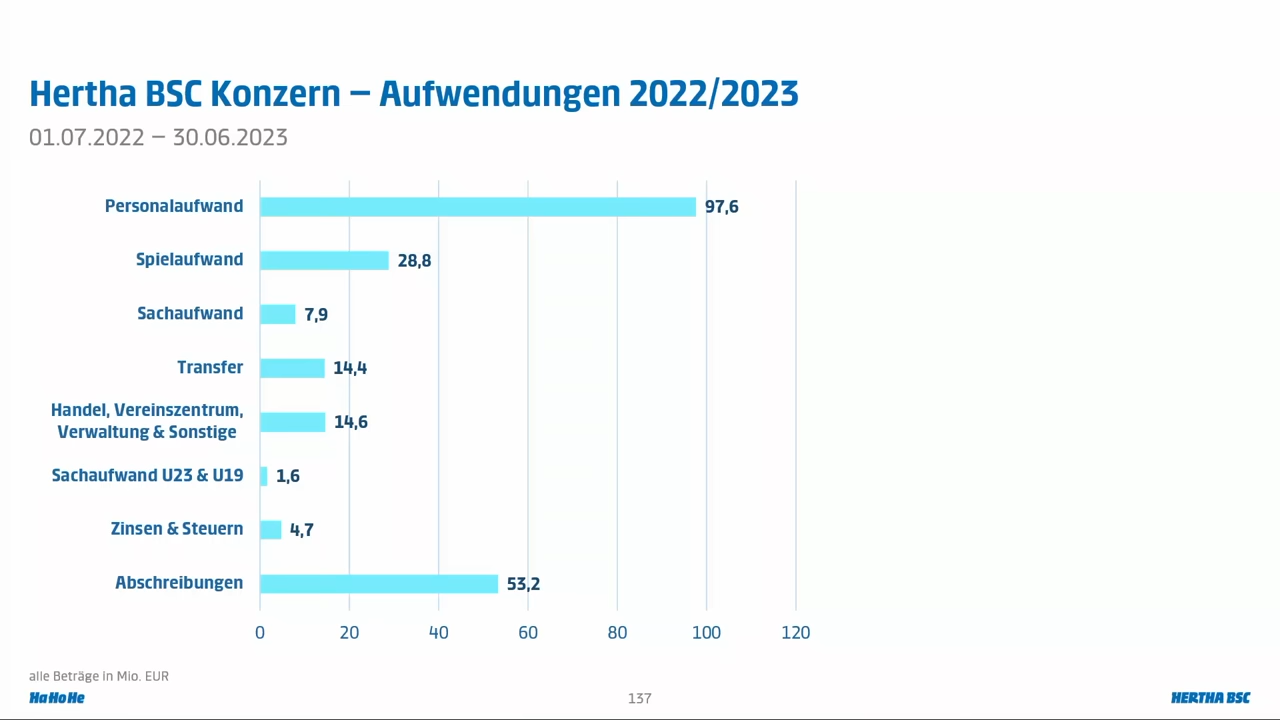 Hertha BSC Konzern – Aufwendungen 2022/2023
01.07.2022 – 30.06.2023
Personalaufwand 97,6
Spielaufwand 28,8
Sachaufwand 7,9
Transfer 14,4
Handel, Vereinszentrum,
Verwaltung & Sonstige 14,6
Sachaufwand U23 & U19 1,6
Zinsen & Steuern 4,7
Abschreibungen 53,2
0 20 40 60 80 100 120
alle Beträge in Mio. EUR
HaHoHe 137 HERTHA BSC